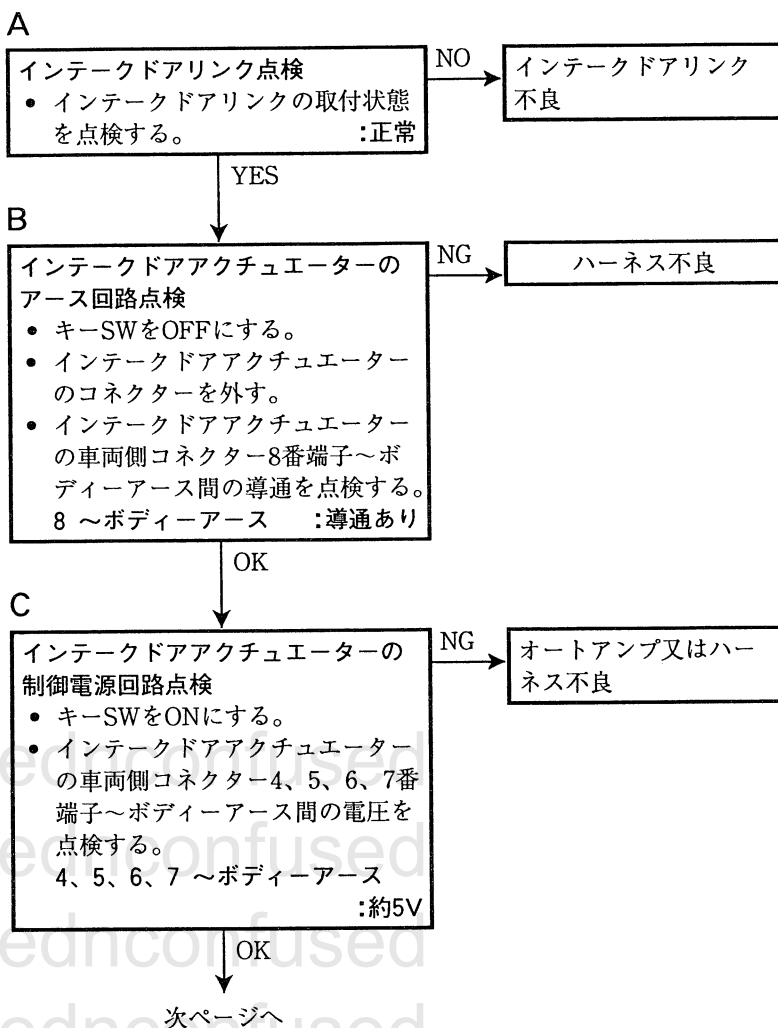 A
インテークドアリンク点検
• インテークドアリンクの取付状態
を点検する。 :正常
NO
インテークドアリンク
不良
YES
B
インテークドアアクチュエーターの
アース回路点検
• キーSWをOFFにする。
• インテークドアアクチュエーター
のコネクターを外す。
• インテークドアアクチュエーター
の車両側コネクター8番端子～ボ
ディーアース間の導通を点検する。
8 ～ボディーアース :導通あり
NG
ハーネス不良
OK
C
インテークドアアクチュエーターの
制御電源回路点検
• キーSWをONにする。
• インテークドアアクチュエーター
の車両側コネクター4、5、6、7番
端子～ボディーアース間の電圧を
点検する。
4、5、6、7 ～ボディーアース
:約5V
NG
オートアンプ又はハー
ネス不良
OK
次ページへ
ednconfused
ednconfused
ednconfused
ednconfused